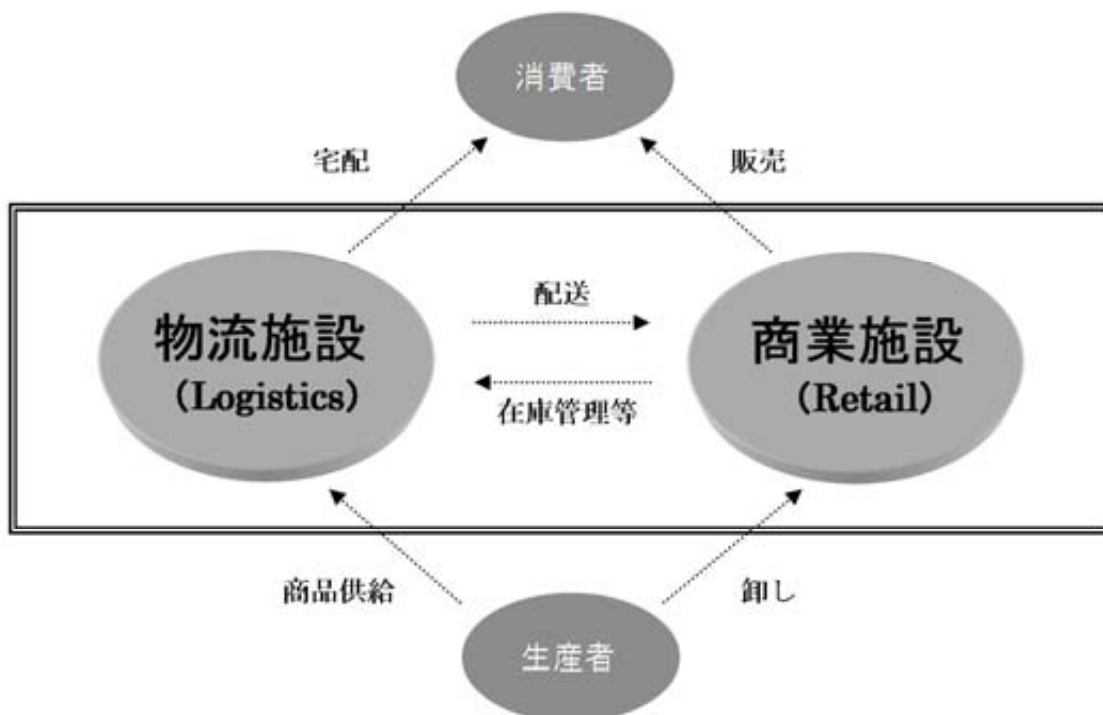 消費者
宅配
販売
配送
物流施設
(Logistics)
商業施設
(Retail)
在庫管理等
商品供給
卸し
生産者